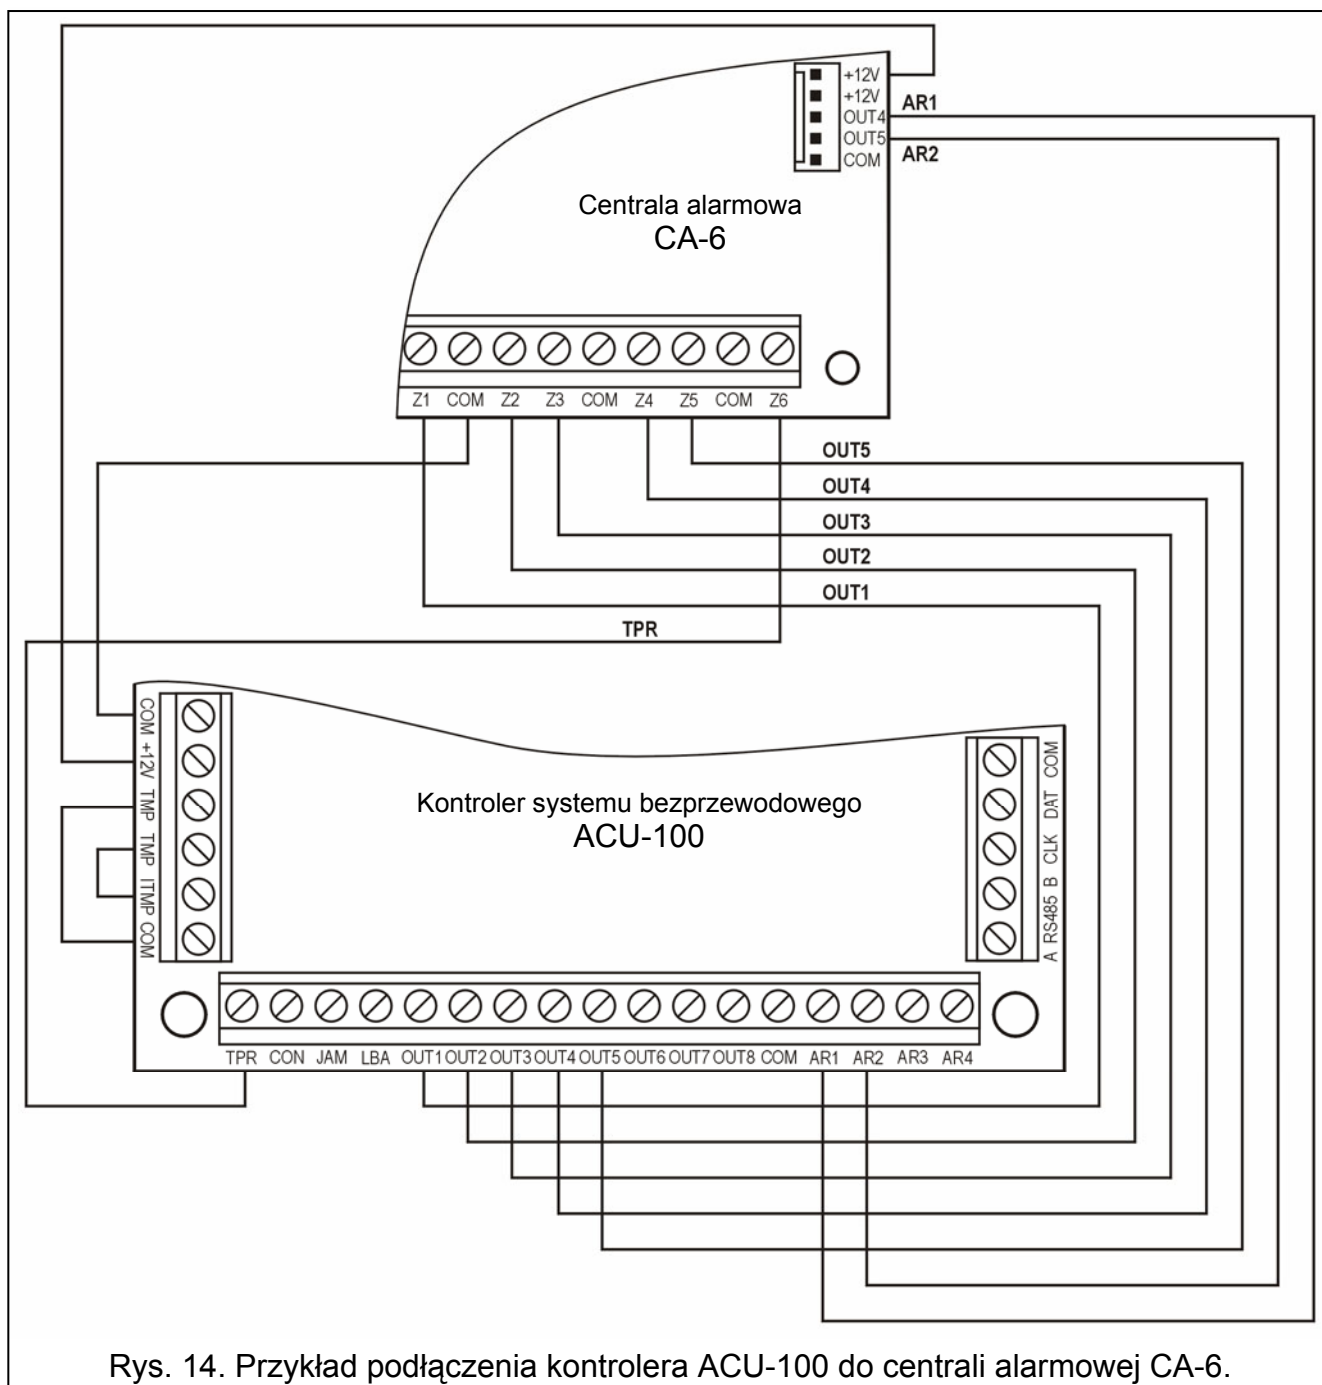 +12V
+12V
AR1
OUT4
OUT5
COM
AR2
Centrala alarmowa
CA-6
Z1 COM Z2 Z3 COM Z4 Z5 COM Z6
OUT5
OUT4
OUT3
OUT2
OUT1
TPR
COM +12V TMP TMP ITMP COM
Kontroler systemu bezprzewodowego
ACU-100
A RS485 B CLK DAT COM
TPR CON JAM LBA OUT1 OUT2 OUT3 OUT4 OUT5 OUT6 OUT7 OUT8 COM AR1 AR2 AR3 AR4
Rys. 14. Przykład podłączenia kontrolera ACU-100 do centrali alarmowej CA-6.